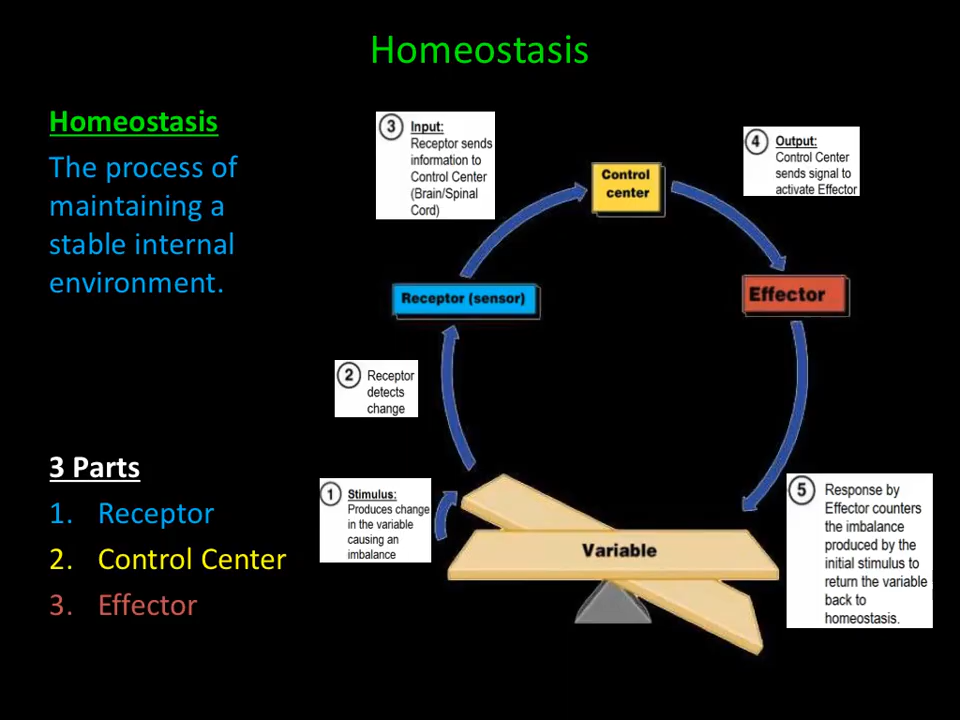 Homeostasis
Homeostasis
The process of
maintaining a
stable internal
environment.
3 Parts
1. Receptor
2. Control Center
3. Effector
1 Stimulus:
Produces change
in the variable
causing an
imbalance
2 Receptor
detects
change
3 Input:
Receptor sends
information to
Control Center
(Brain/Spinal
Cord)
Receptor (sensor)
Control
center
4 Output:
Control Center
sends signal to
activate Effector
Effector
5 Response by
Effector counters
the imbalance
produced by the
initial stimulus to
return the variable
back to
homeostasis.
Variable